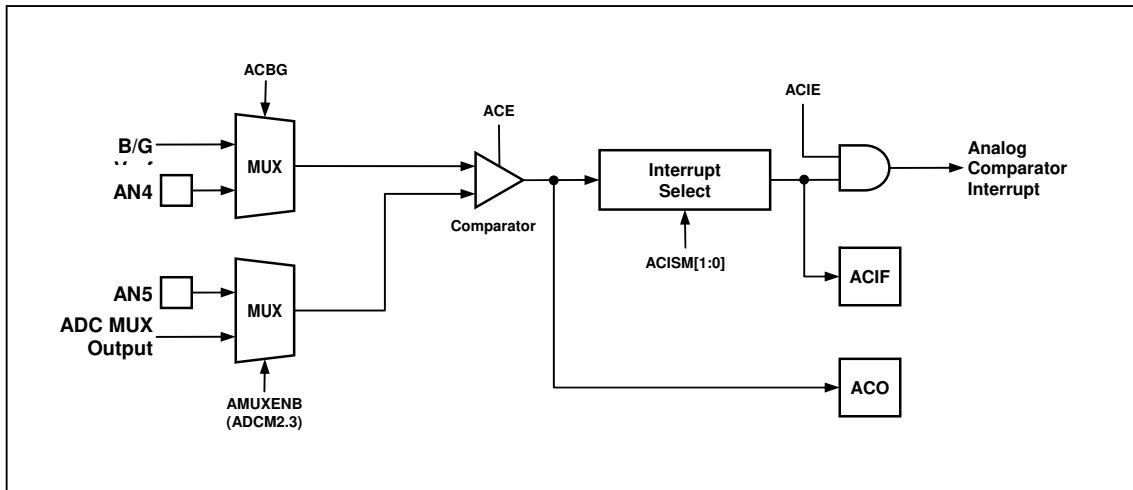 ACBG
ACE
ACIE
B/G
MUX
AN4
Interrupt
Select
Analog
Comparator
Interrupt
Comparator
ACISM[1:0]
AN5
MUX
ACIF
ADC MUX
Output
ACO
AMUXENB
(ADCM2.3)